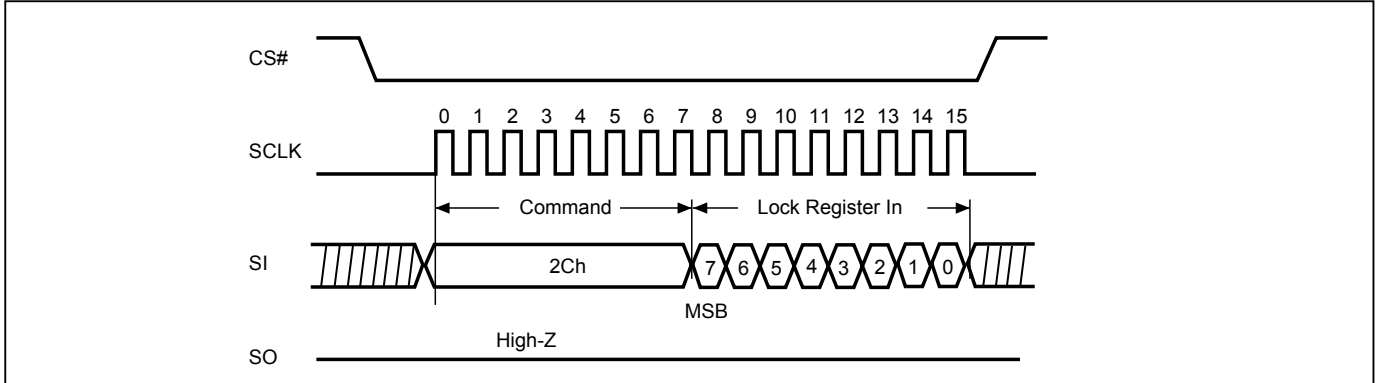 CS#
0 1 2 3 4 5 6 7 8 9 10 11 12 13 14 15
SCLK
Command Lock Register In
SI 2Ch 7 6 5 4 3 2 1 0
MSB
High-Z
SO